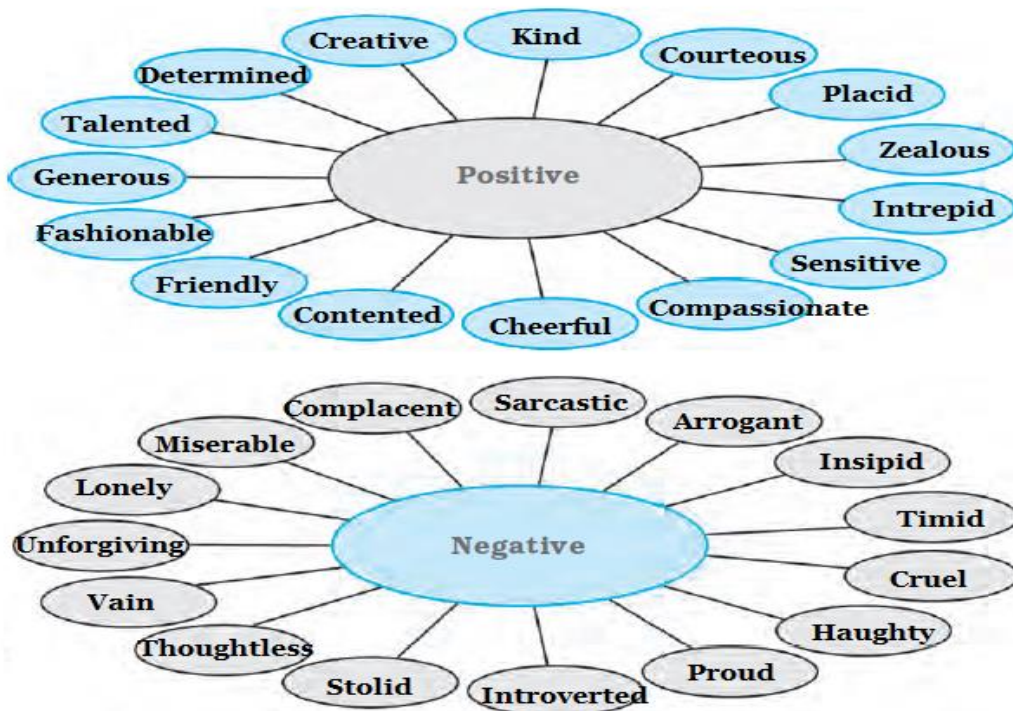 Creative
Kind
Courteous
Determined
Placid
Talented
Zealous
Positive
Generous
Intrepid
Fashionable
Sensitive
Friendly
Compassionate
Contented
Cheerful
Complacent
Sarcastic
Arrogant
Miserable
Insipid
Lonely
Timid
Unforgiving
Negative
Cruel
Vain
Haughty
Thoughtless
Proud
Stolid
Introverted